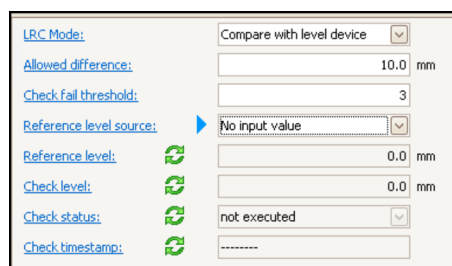 LRC Mode: Compare with level device
Allowed difference: 10.0 mm
Check fail threshold: 3
Reference level source: No input value
Reference level: 0.0 mm
Check level: 0.0 mm
Check status: not executed
Check timestamp: --------